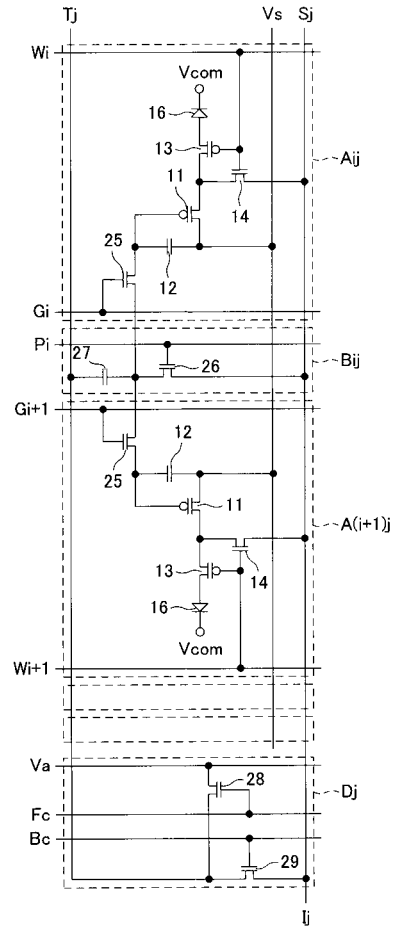 Tj Vs Sj
Wi
Vcom
16
13
Aij
11
14
25
12
Gi
Pi
27
26
Bij
Gi+1
12
25
11
A(i+1)j
13
14
16
Vcom
Wi+1
Va
28
Dj
Fc
Bc
29
Ij